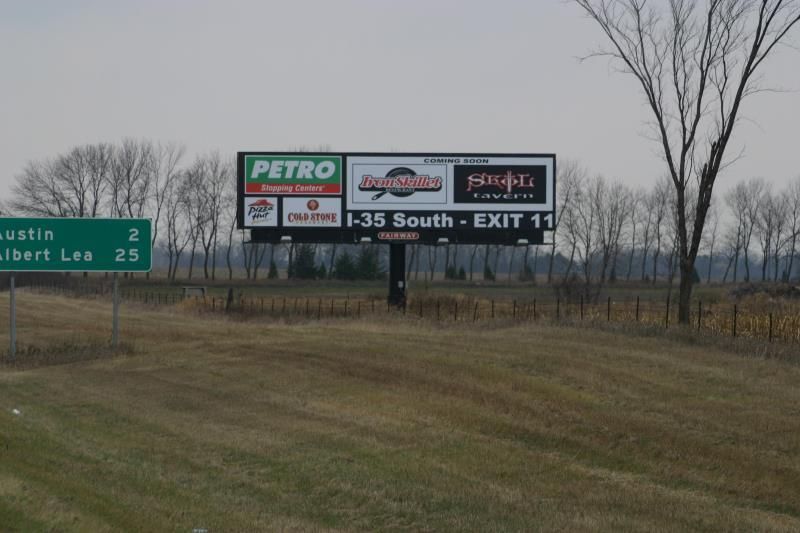 Austin 2
Albert Lea 25
PETRO
Stopping Centers
Pizza Hut
COLD STONE
COMING SOON
Iron Skillet
RESTAURANT
SKOL
tavern
I-35 South - EXIT 11
FAIRWAY